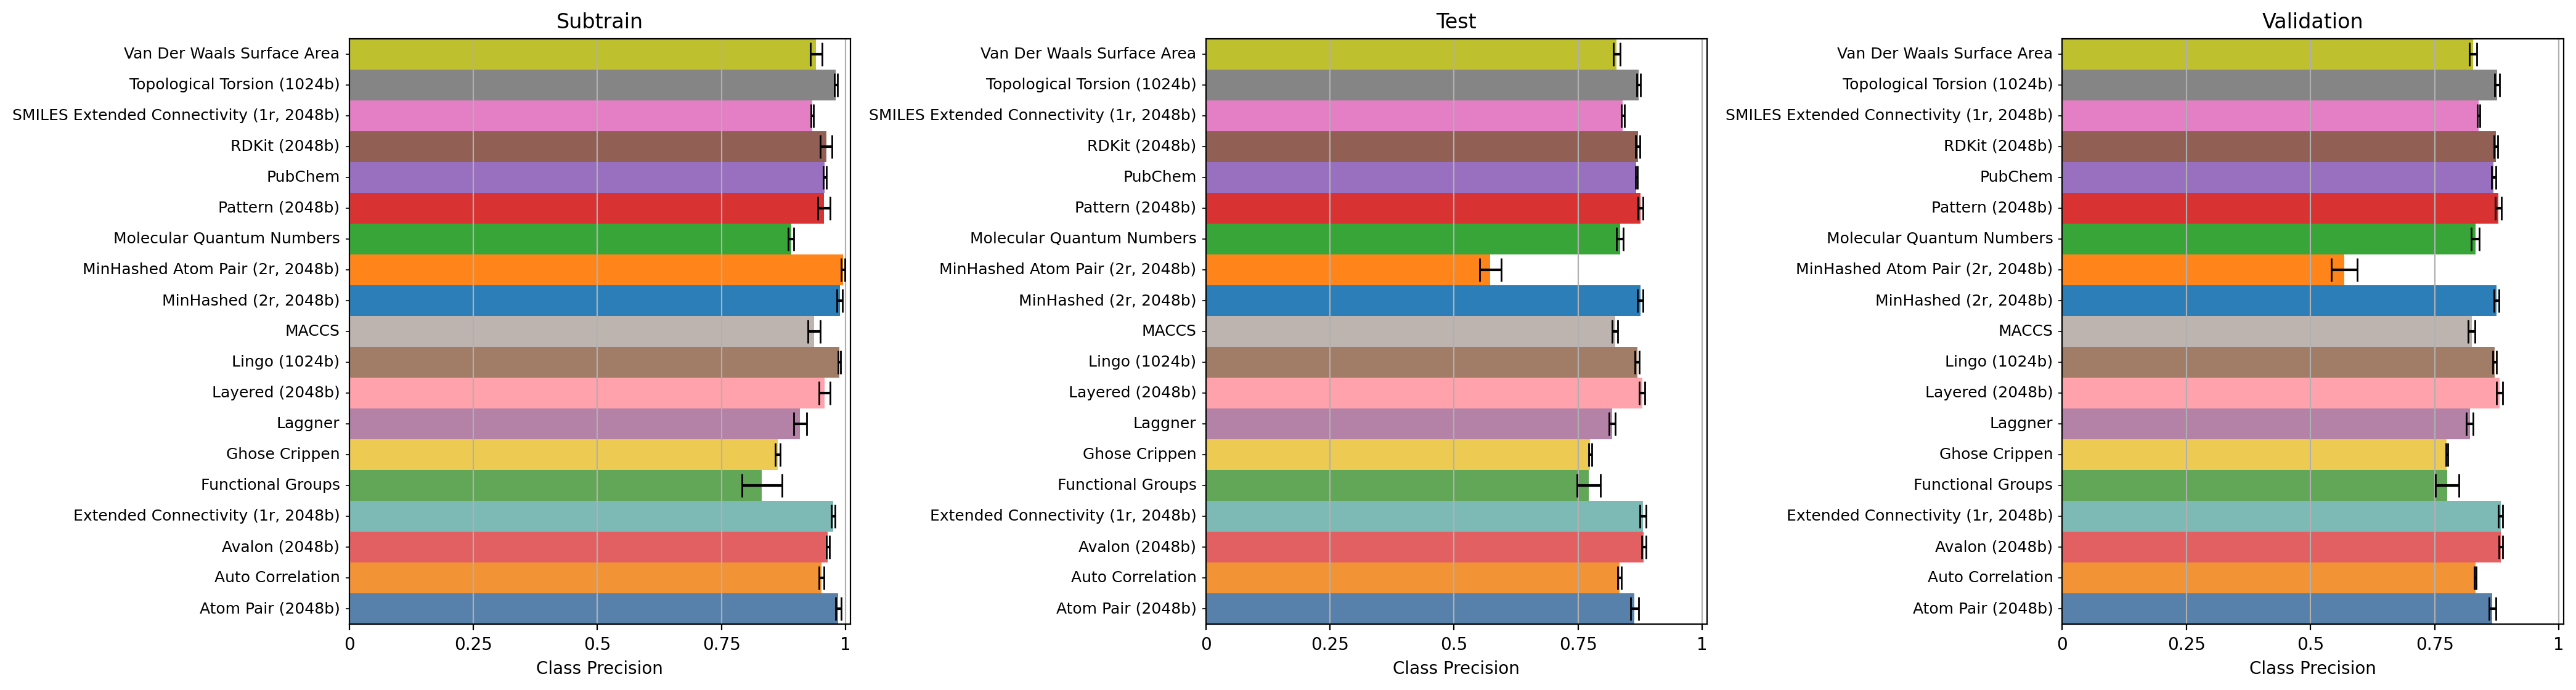 Subtrain
Van Der Waals Surface Area
Topological Torsion (1024b)
SMILES Extended Connectivity (1r, 2048b)
RDKit (2048b)
PubChem
Pattern (2048b)
Molecular Quantum Numbers
MinHashed Atom Pair (2r, 2048b)
MinHashed (2r, 2048b)
MACCS
Lingo (1024b)
Layered (2048b)
Laggner
Ghose Crippen
Functional Groups
Extended Connectivity (1r, 2048b)
Avalon (2048b)
Auto Correlation
Atom Pair (2048b)
0 0.25 0.5 0.75 1
Class Precision
Test
Van Der Waals Surface Area
Topological Torsion (1024b)
SMILES Extended Connectivity (1r, 2048b)
RDKit (2048b)
PubChem
Pattern (2048b)
Molecular Quantum Numbers
MinHashed Atom Pair (2r, 2048b)
MinHashed (2r, 2048b)
MACCS
Lingo (1024b)
Layered (2048b)
Laggner
Ghose Crippen
Functional Groups
Extended Connectivity (1r, 2048b)
Avalon (2048b)
Auto Correlation
Atom Pair (2048b)
0 0.25 0.5 0.75 1
Class Precision
Validation
Van Der Waals Surface Area
Topological Torsion (1024b)
SMILES Extended Connectivity (1r, 2048b)
RDKit (2048b)
PubChem
Pattern (2048b)
Molecular Quantum Numbers
MinHashed Atom Pair (2r, 2048b)
MinHashed (2r, 2048b)
MACCS
Lingo (1024b)
Layered (2048b)
Laggner
Ghose Crippen
Functional Groups
Extended Connectivity (1r, 2048b)
Avalon (2048b)
Auto Correlation
Atom Pair (2048b)
0 0.25 0.5 0.75 1
Class Precision